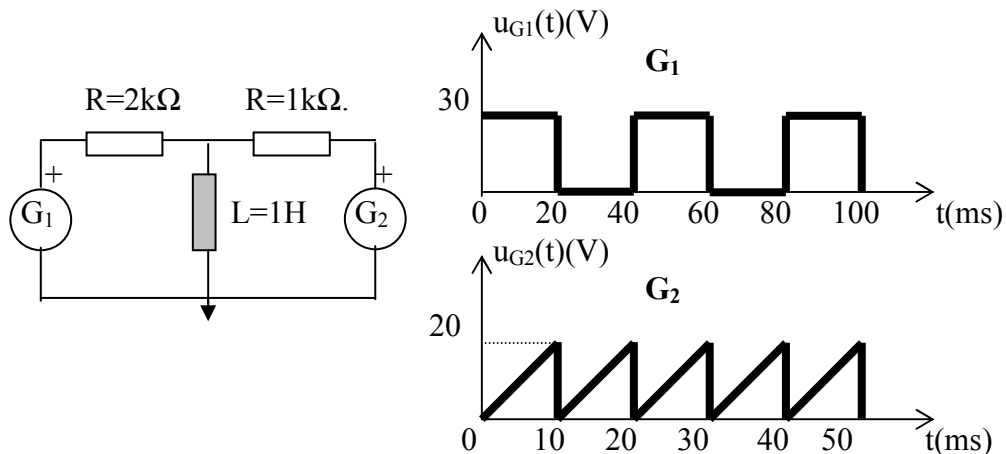 R=2kΩ
R=1kΩ.
+
+
G1
L=1H
G2
uG1(t)(V)
G1
30
0 20 40 60 80 100 t(ms)
uG2(t)(V)
G2
20
0 10 20 30 40 50 t(ms)